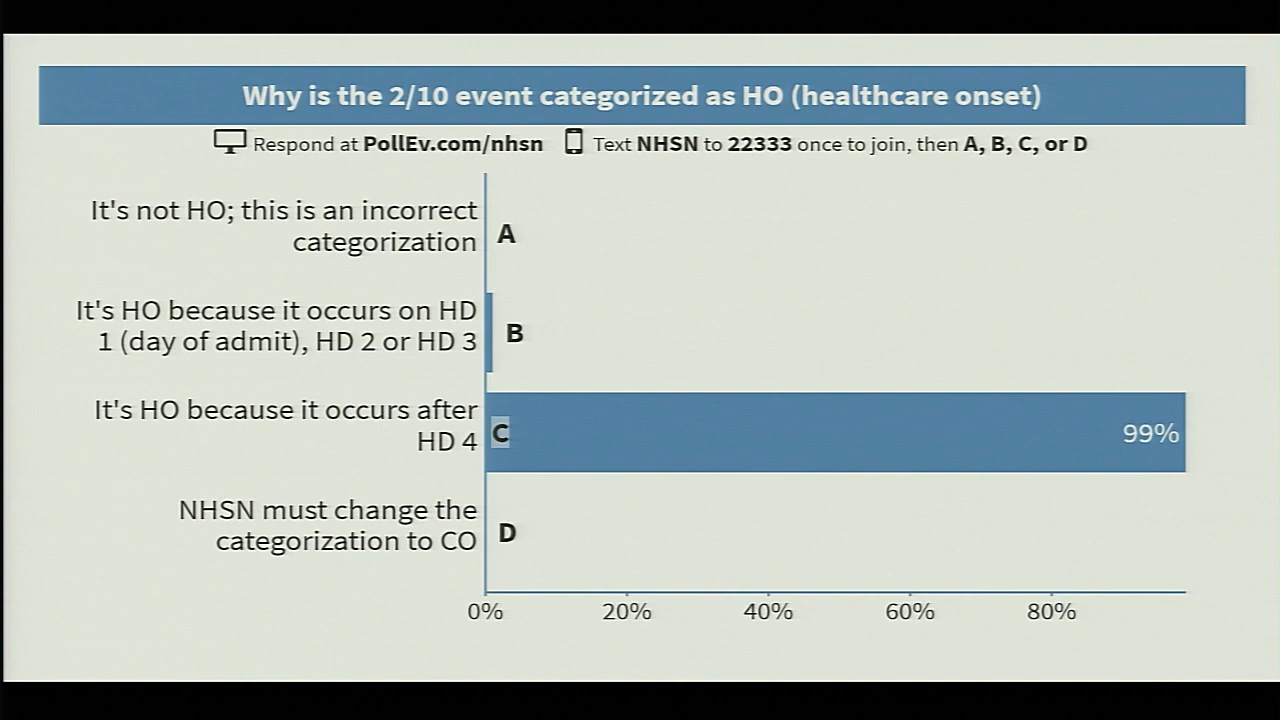 Why is the 2/10 event categorized as HO (healthcare onset)
Respond at PollEv.com/nhsn Text NHSN to 22333 once to join, then A, B, C, or D
It's not HO; this is an incorrect
categorization
A
It's HO because it occurs on HD
1 (day of admit), HD 2 or HD 3
B
It's HO because it occurs after
HD 4
C
99%
NHSN must change the
categorization to CO
D
0% 20% 40% 60% 80%